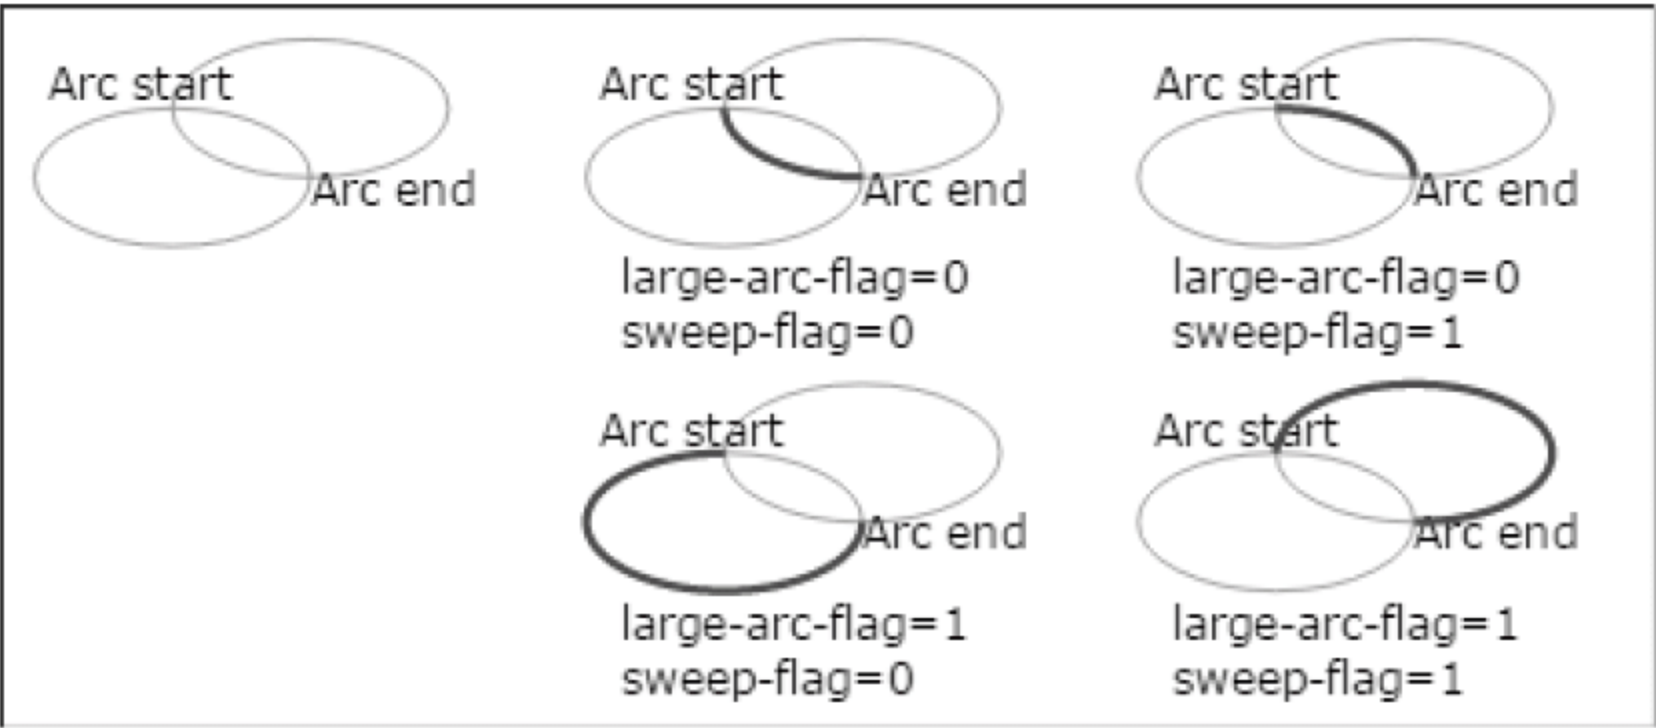 Arc start
Arc end
Arc start
Arc end
large-arc-flag=0
sweep-flag=0
Arc start
Arc end
large-arc-flag=0
sweep-flag=1
Arc start
Arc end
large-arc-flag=1
sweep-flag=0
Arc start
Arc end
large-arc-flag=1
sweep-flag=1